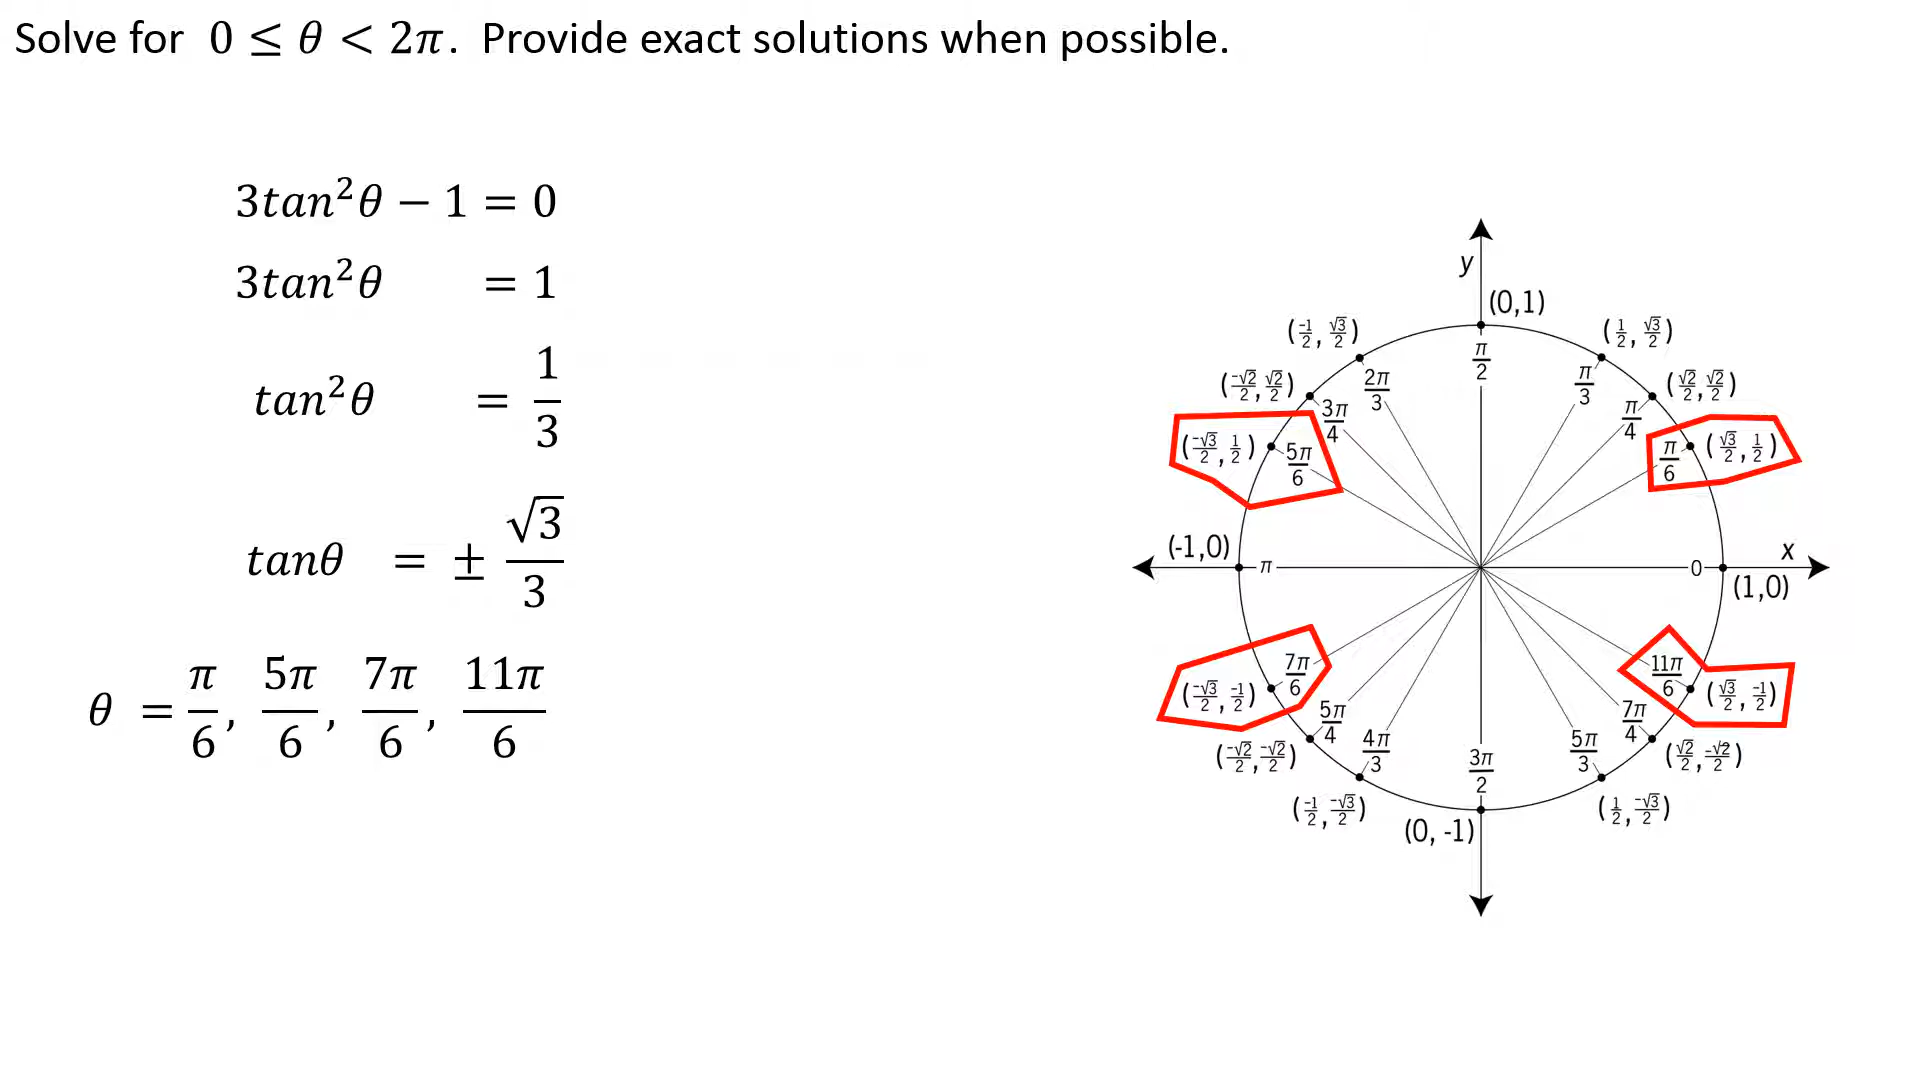 Solve for 0 ≤ θ < 2π. Provide exact solutions when possible.
3tan²θ − 1 = 0
3tan²θ = 1
tan²θ = 1/3
tanθ = ± √3/3
θ = π/6, 5π/6, 7π/6, 11π/6
y
(0,1)
(-1/2, √3/2) (1/2, √3/2)
π/2
2π/3 π/3
(-√2/2, √2/2) (√2/2, √2/2)
3π/4 π/4
(-√3/2, 1/2) 5π/6 π/6 (√3/2, 1/2)
(-1,0) x
π 0
(1,0)
7π/6 11π/6
(-√3/2, -1/2) (√3/2, -1/2)
5π/4 7π/4
4π/3 3π/2 5π/3
(-√2/2, -√2/2) (√2/2, -√2/2)
(-1/2, -√3/2) (1/2, -√3/2)
(0, -1)